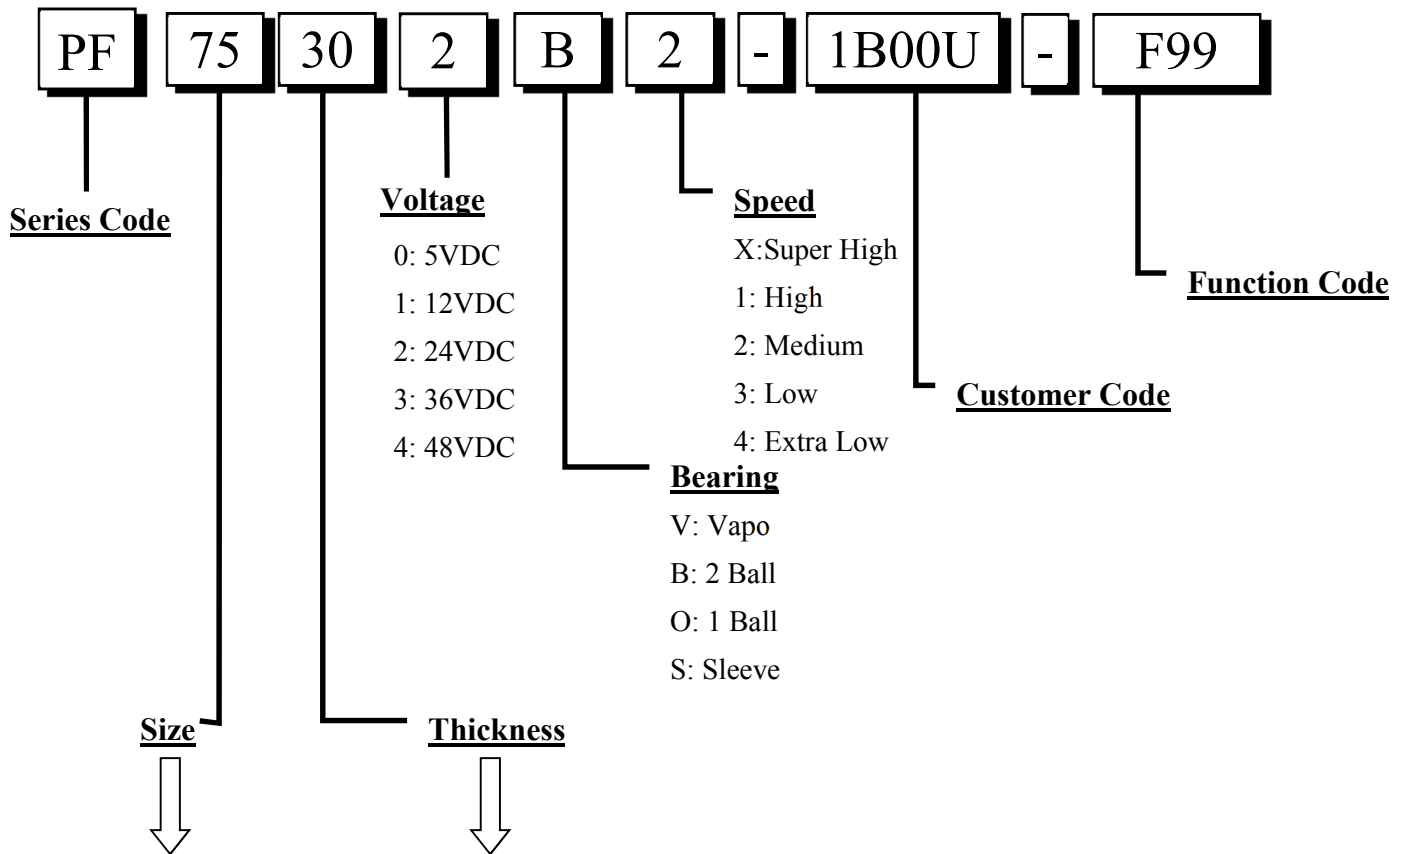 PF 75 30 2 B 2 - 1B00U - F99
Series Code
Voltage
0: 5VDC
1: 12VDC
2: 24VDC
3: 36VDC
4: 48VDC
Speed
X:Super High
1: High
2: Medium
3: Low
4: Extra Low
Function Code
Customer Code
Bearing
V: Vapo
B: 2 Ball
O: 1 Ball
S: Sleeve
Size
Thickness